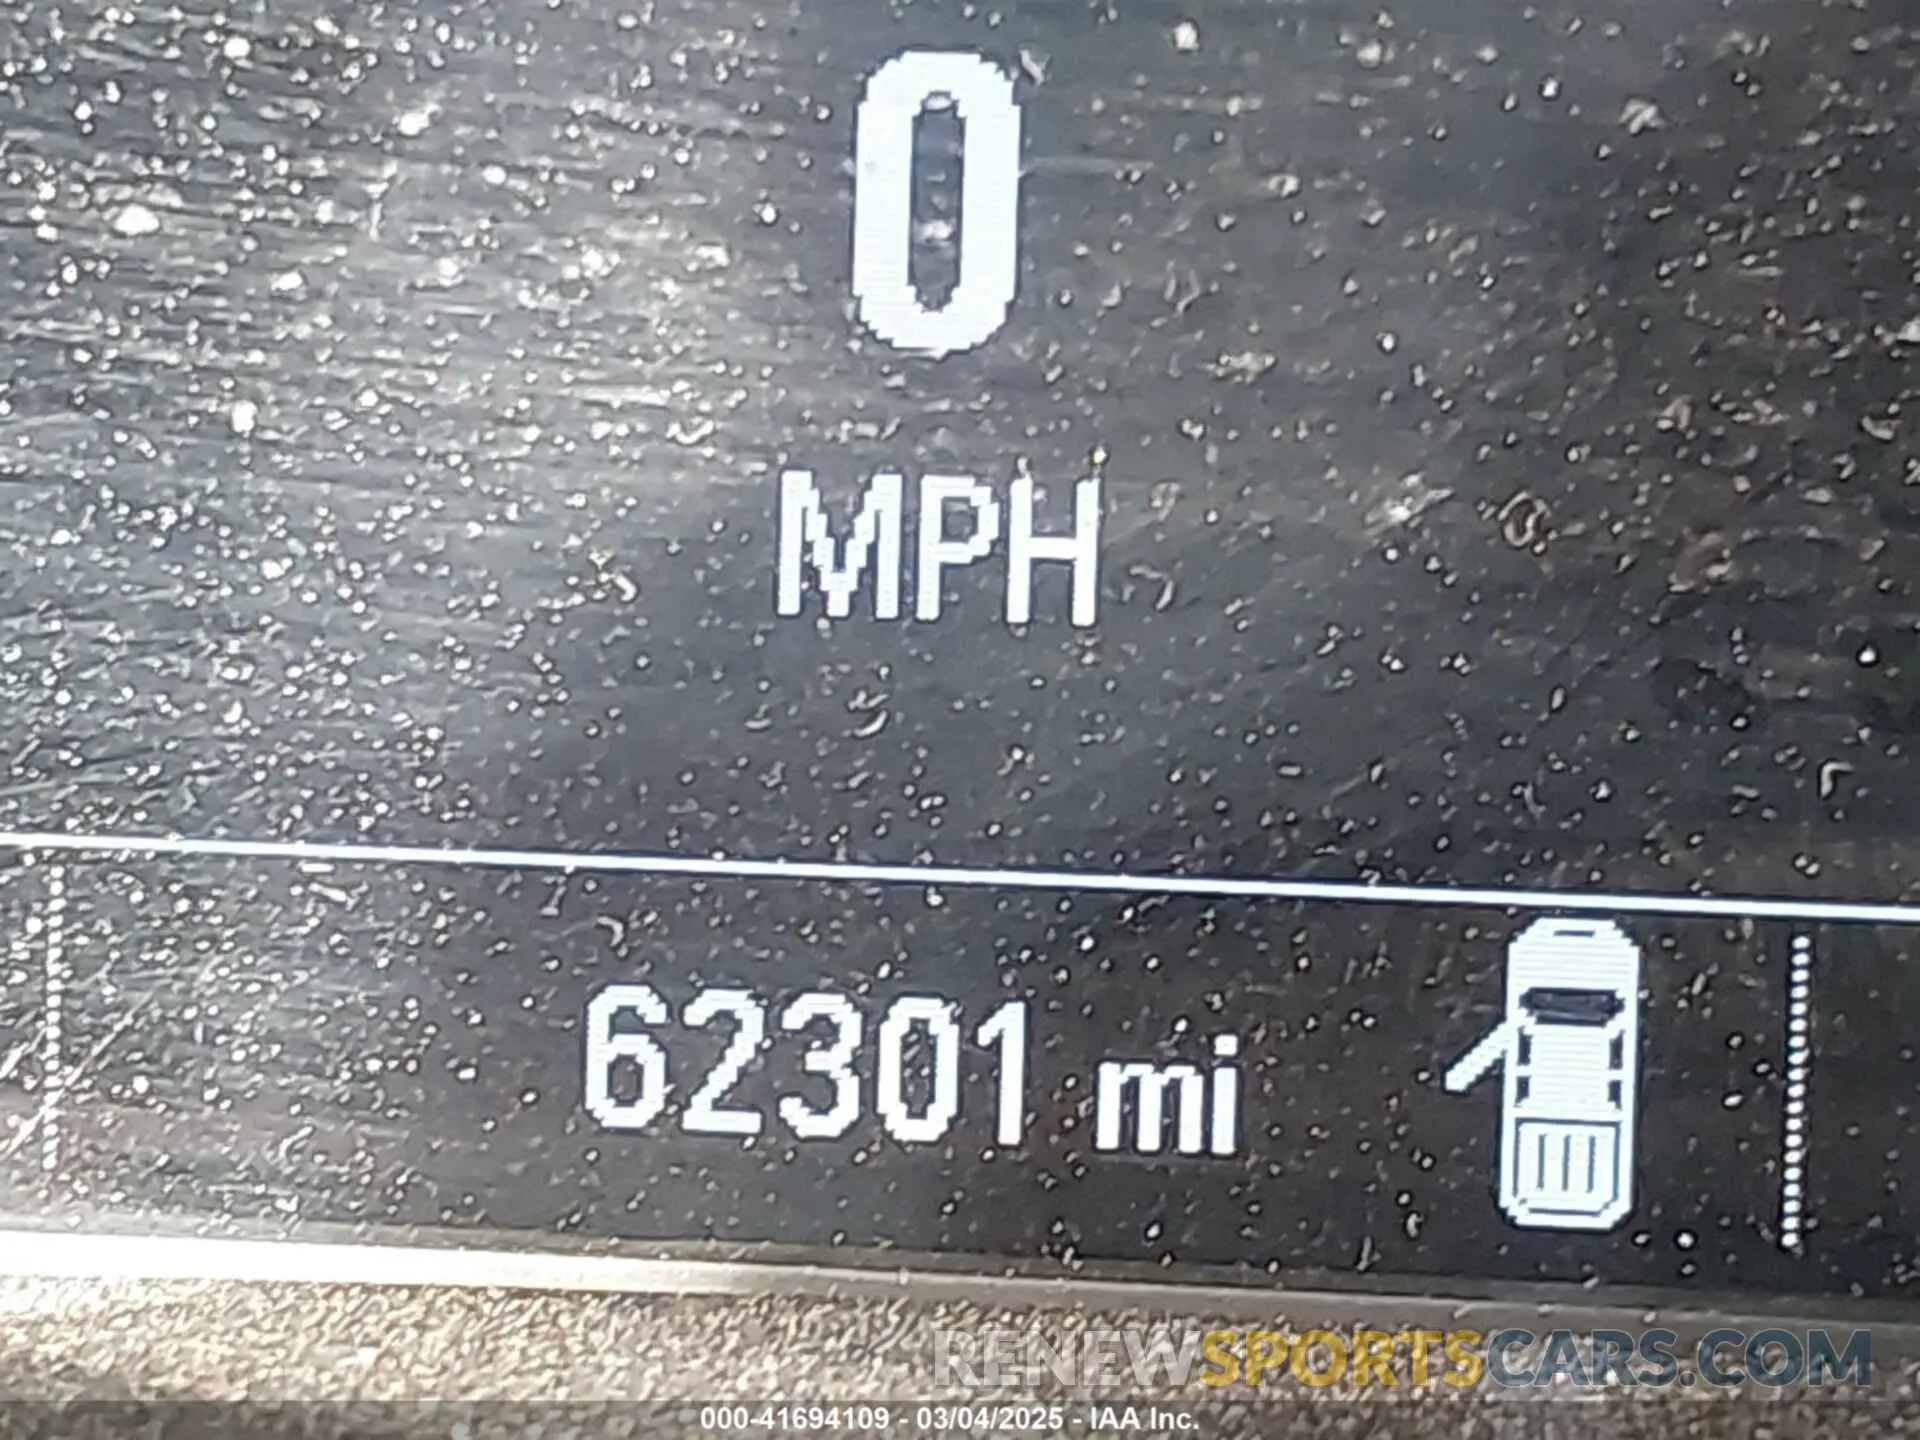 0
MPH
62301 mi
RENEWSPORTSCARS.COM
000-41694109 - 03/04/2025 - IAA Inc.